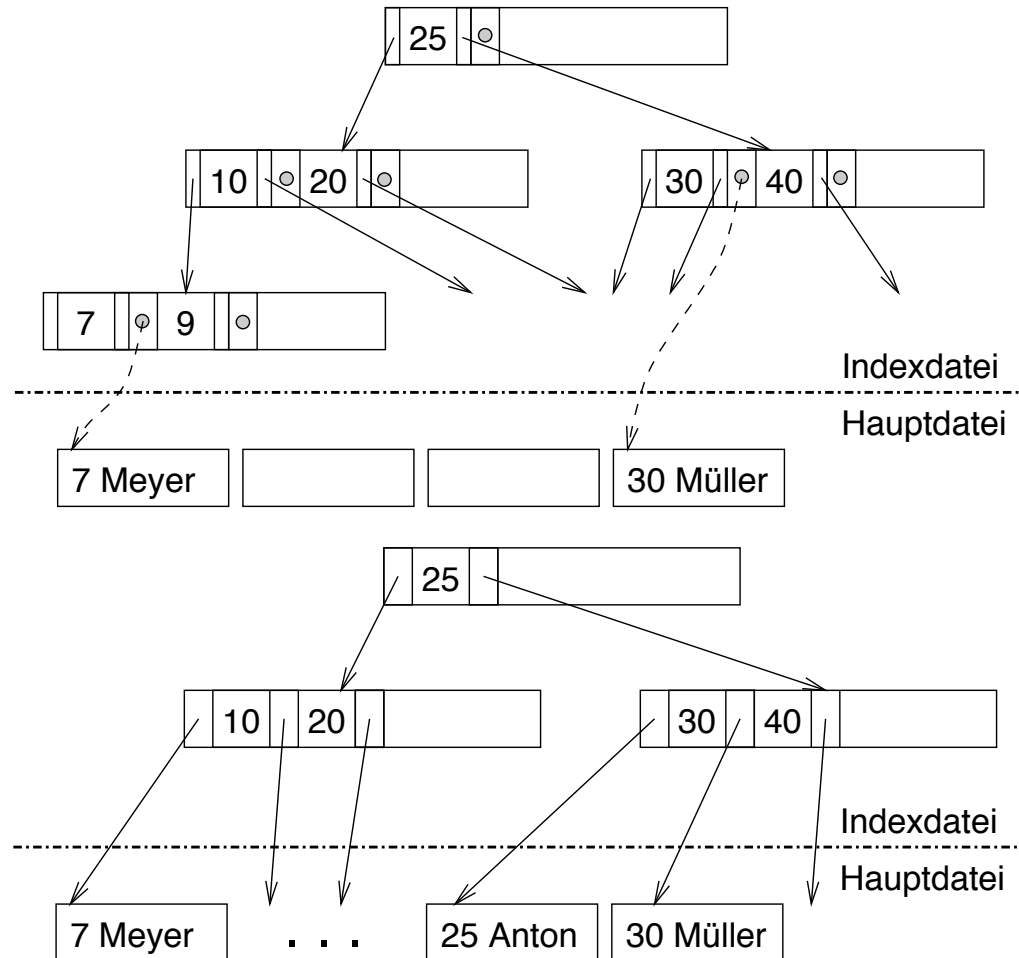 25
10 20 30 40
7 9
Indexdatei
Hauptdatei
7 Meyer 30 Müller
25
10 20 30 40
Indexdatei
Hauptdatei
7 Meyer . . . 25 Anton 30 Müller